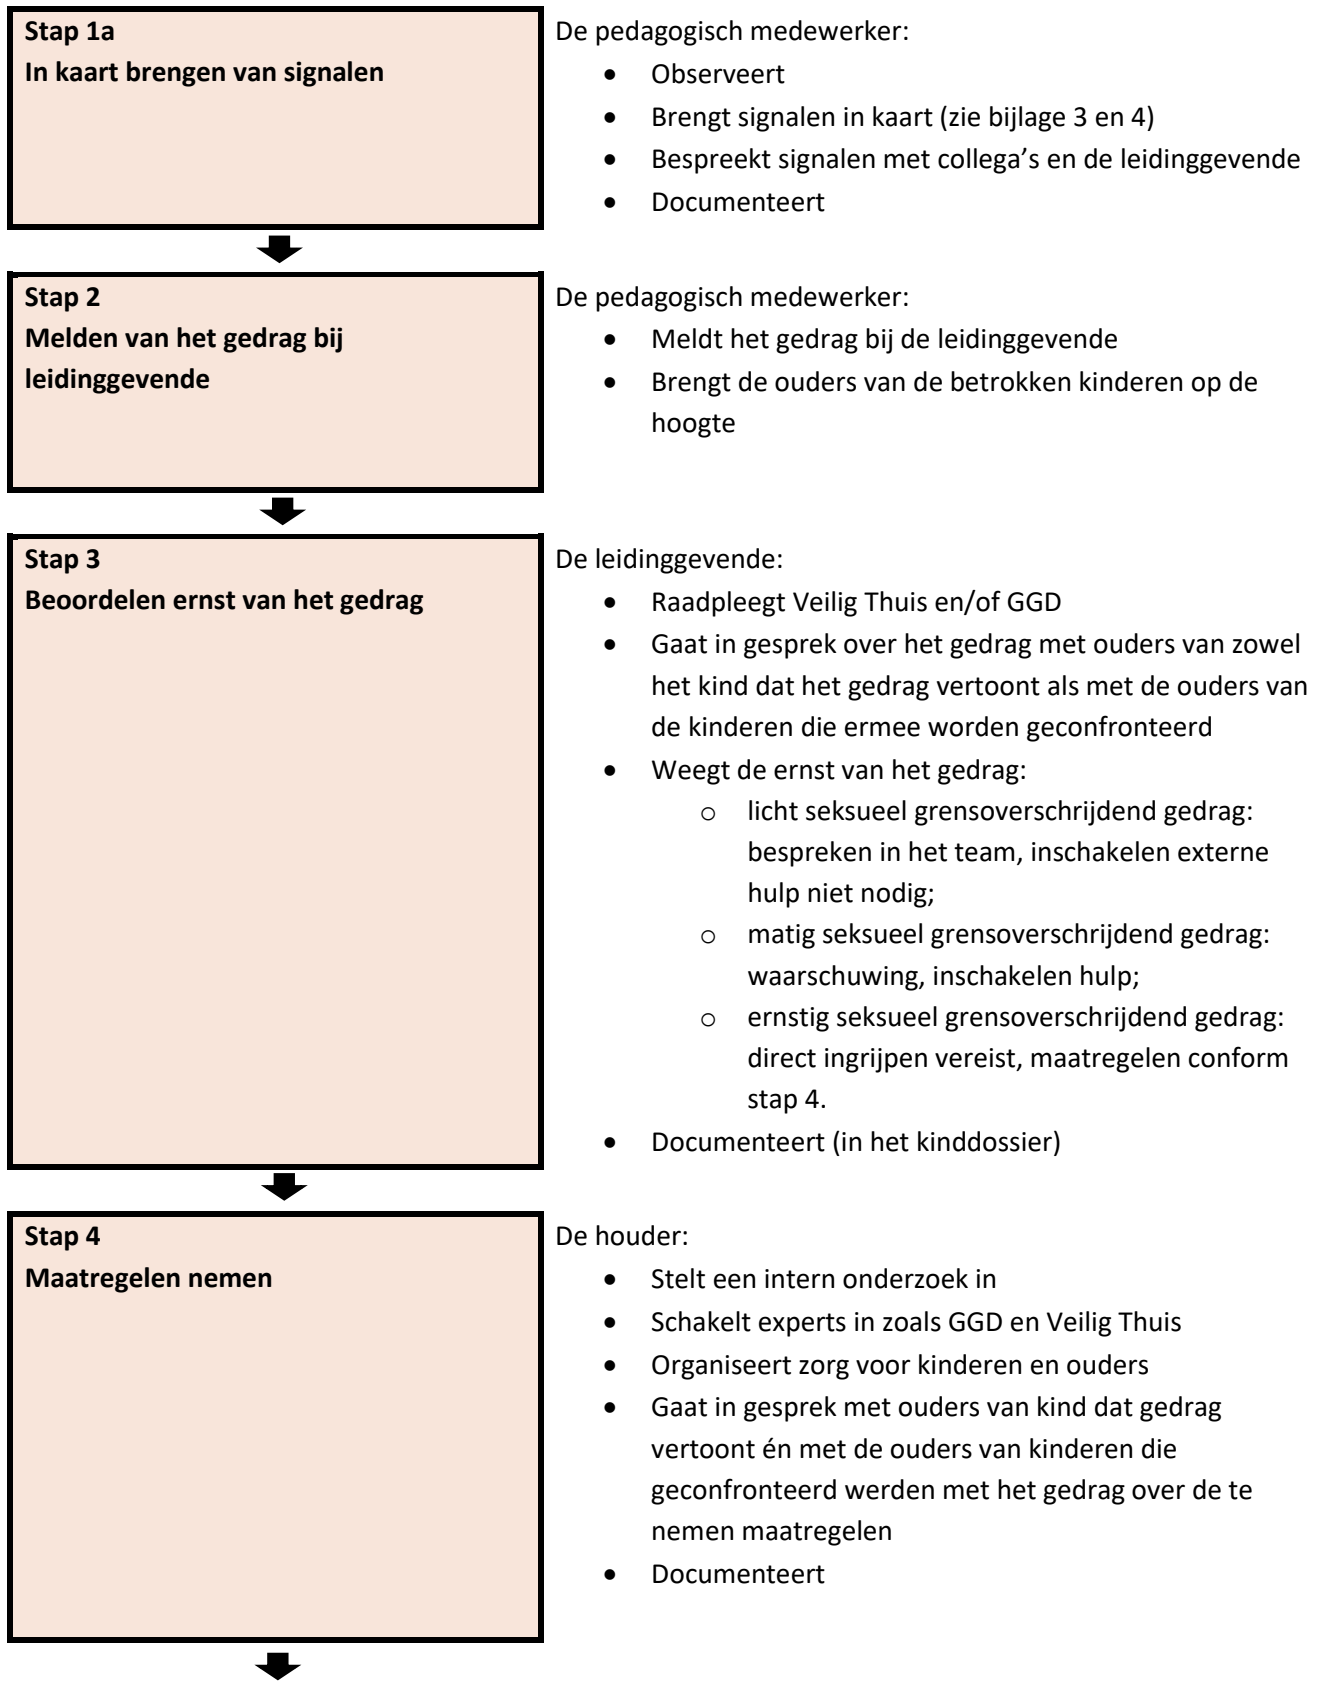 Stap 1a
In kaart brengen van signalen
De pedagogisch medewerker:
• Observeert
• Brengt signalen in kaart (zie bijlage 3 en 4)
• Bespreekt signalen met collega’s en de leidinggevende
• Documenteert
Stap 2
Melden van het gedrag bij
leidinggevende
De pedagogisch medewerker:
• Meldt het gedrag bij de leidinggevende
• Brengt de ouders van de betrokken kinderen op de
hoogte
Stap 3
Beoordelen ernst van het gedrag
De leidinggevende:
• Raadpleegt Veilig Thuis en/of GGD
• Gaat in gesprek over het gedrag met ouders van zowel
het kind dat het gedrag vertoont als met de ouders van
de kinderen die ermee worden geconfronteerd
• Weegt de ernst van het gedrag:
o licht seksueel grensoverschrijdend gedrag:
bespreken in het team, inschakelen externe
hulp niet nodig;
o matig seksueel grensoverschrijdend gedrag:
waarschuwing, inschakelen hulp;
o ernstig seksueel grensoverschrijdend gedrag:
direct ingrijpen vereist, maatregelen conform
stap 4.
• Documenteert (in het kinddossier)
Stap 4
Maatregelen nemen
De houder:
• Stelt een intern onderzoek in
• Schakelt experts in zoals GGD en Veilig Thuis
• Organiseert zorg voor kinderen en ouders
• Gaat in gesprek met ouders van kind dat gedrag
vertoont én met de ouders van kinderen die
geconfronteerd werden met het gedrag over de te
nemen maatregelen
• Documenteert